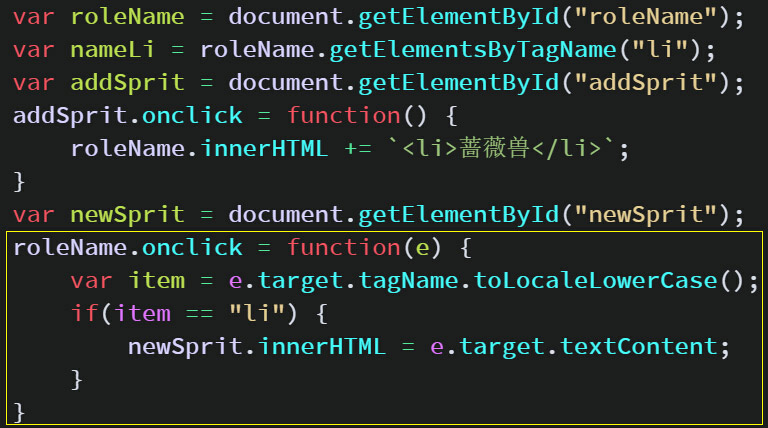 var roleName = document.getElementById("roleName");
var nameLi = roleName.getElementsByTagName("li");
var addSprit = document.getElementById("addSprit");
addSprit.onclick = function() {
    roleName.innerHTML += `<li>蔷薇兽</li>`;
}
var newSprit = document.getElementById("newSprit");
roleName.onclick = function(e) {
    var item = e.target.tagName.toLocaleLowerCase();
    if(item == "li") {
        newSprit.innerHTML = e.target.textContent;
    }
}